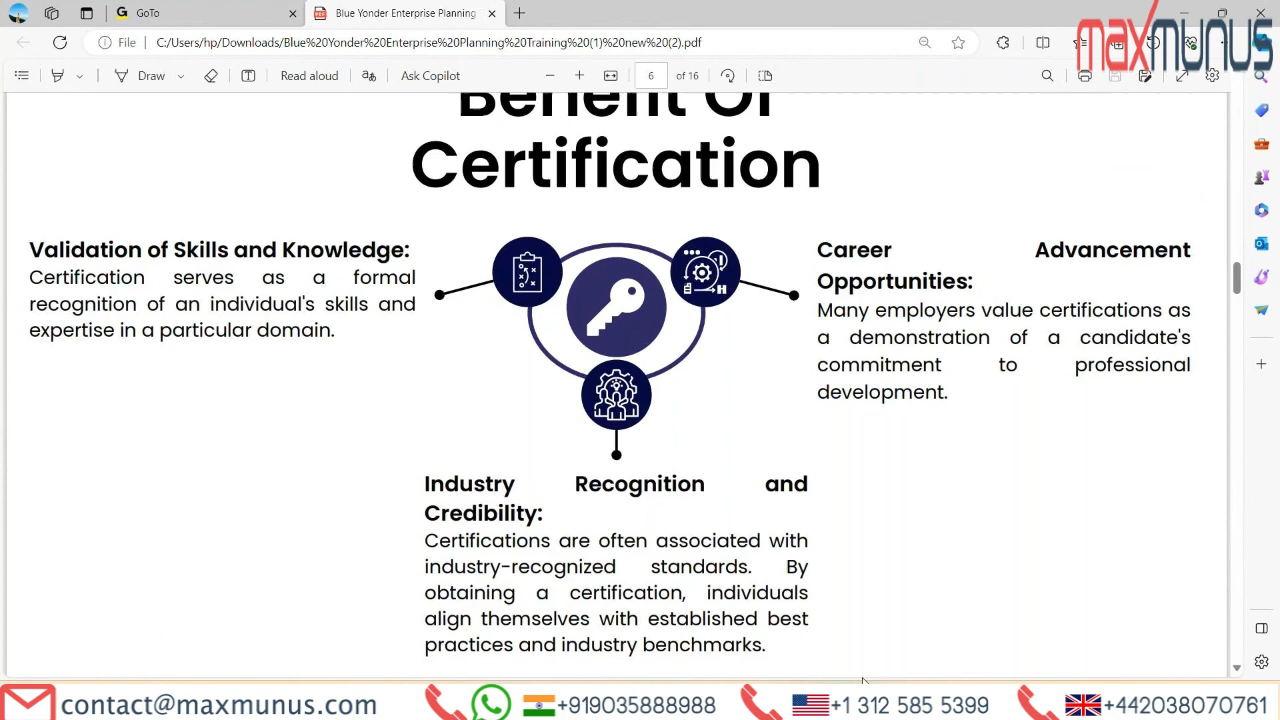 GoTo
Blue Yonder Enterprise Planning
File
C:/Users/hp/Downloads/Blue%20Yonder%20Enterprise%20Planning%20Training%20(1)%20new%20(2).pdf
maxmunus
Draw
Read aloud
Ask Copilot
6 of 16
Benefit Of
Certification
Validation of Skills and Knowledge:
Certification serves as a formal
recognition of an individual's skills and
expertise in a particular domain.
Career Advancement
Opportunities:
Many employers value certifications as
a demonstration of a candidate's
commitment to professional
development.
Industry Recognition and
Credibility:
Certifications are often associated with
industry-recognized standards. By
obtaining a certification, individuals
align themselves with established best
practices and industry benchmarks.
contact@maxmunus.com
+919035888988
+1 312 585 5399
+442038070761